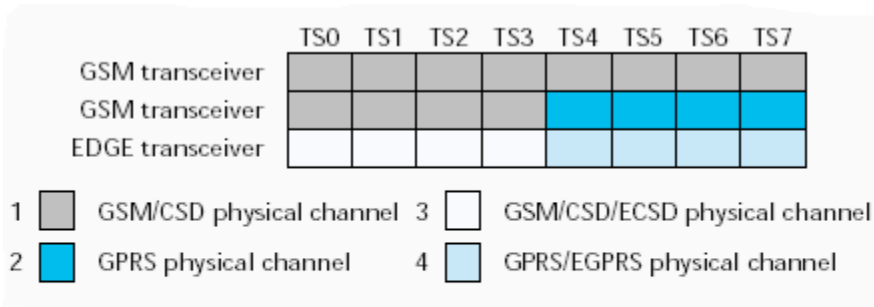 TS0 TS1 TS2 TS3 TS4 TS5 TS6 TS7
GSM transceiver
GSM transceiver
EDGE transceiver
1 GSM/CSD physical channel 3 GSM/CSD/ECSD physical channel
2 GPRS physical channel 4 GPRS/EGPRS physical channel